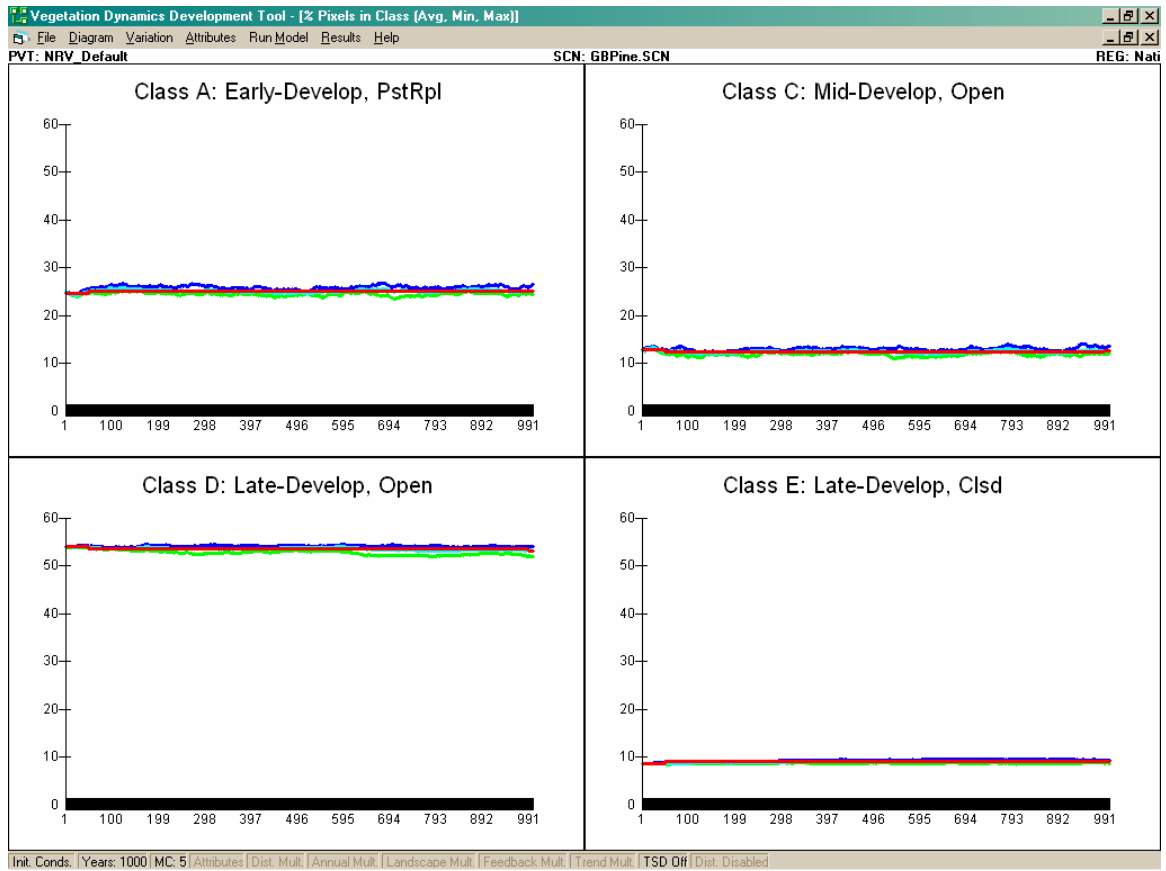 Vegetation Dynamics Development Tool - [% Pixels in Class (Avg, Min, Max)]
File Diagram Variation Attributes Run Model Results Help
PVT: NRV_Default SCN: GBPine.SCN REG: Nati
Class A: Early-Develop, PstRpl
60
50
40
30
20
10
0
1 100 199 298 397 496 595 694 793 892 991
Class C: Mid-Develop, Open
60
50
40
30
20
10
0
1 100 199 298 397 496 595 694 793 892 991
Class D: Late-Develop, Open
60
50
40
30
20
10
0
1 100 199 298 397 496 595 694 793 892 991
Class E: Late-Develop, Clsd
60
50
40
30
20
10
0
1 100 199 298 397 496 595 694 793 892 991
Init. Conds. Years: 1000 MC: 5 Attributes Dist. Mult. Annual Mult. Landscape Mult. Feedback Mult. Trend Mult. TSD Off Dist. Disabled